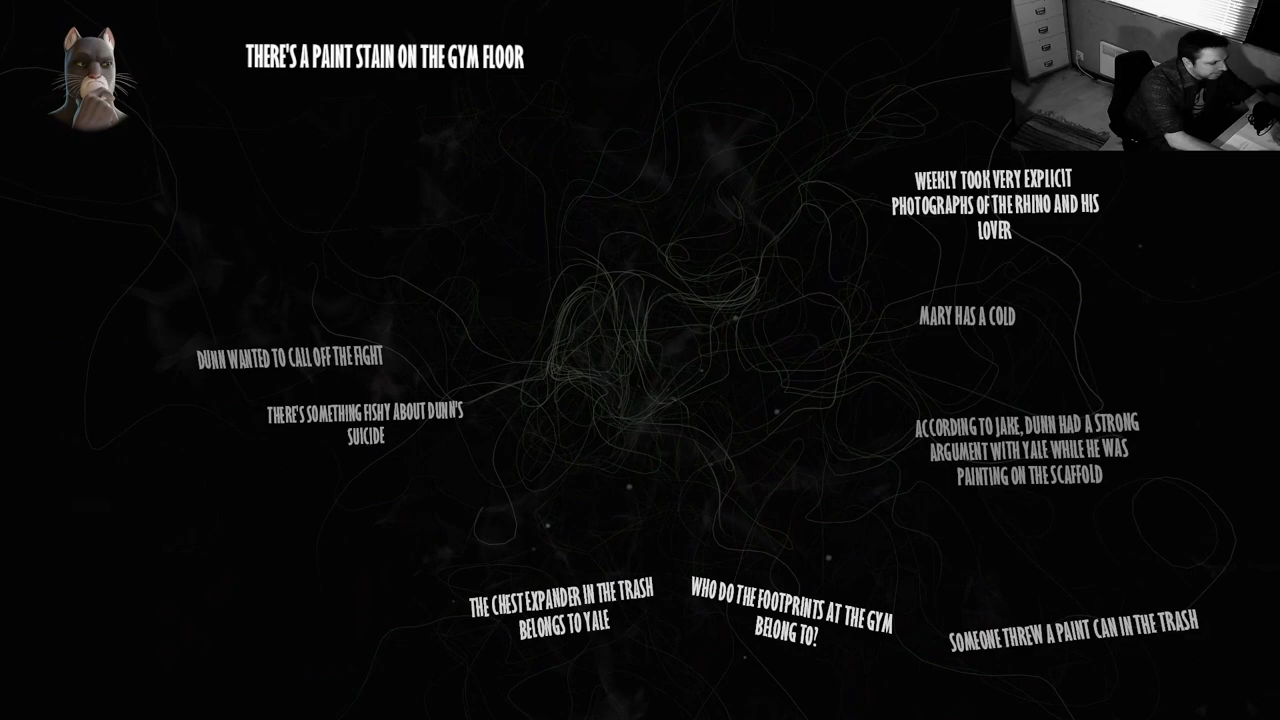 THERE'S A PAINT STAIN ON THE GYM FLOOR
WEEKLY TOOK VERY EXPLICIT
PHOTOGRAPHS OF THE RHINO AND HIS
LOVER
MARY HAS A COLD
DUNN WANTED TO CALL OFF THE FIGHT
THERE'S SOMETHING FISHY ABOUT DUNN'S
SUICIDE
ACCORDING TO JAKE, DUNN HAD A STRONG
ARGUMENT WITH YALE WHILE HE WAS
PAINTING ON THE SCAFFOLD
THE CHEST EXPANDER IN THE TRASH
BELONGS TO YALE
WHO DO THE FOOTPRINTS AT THE GYM
BELONG TO?
SOMEONE THREW A PAINT CAN IN THE TRASH